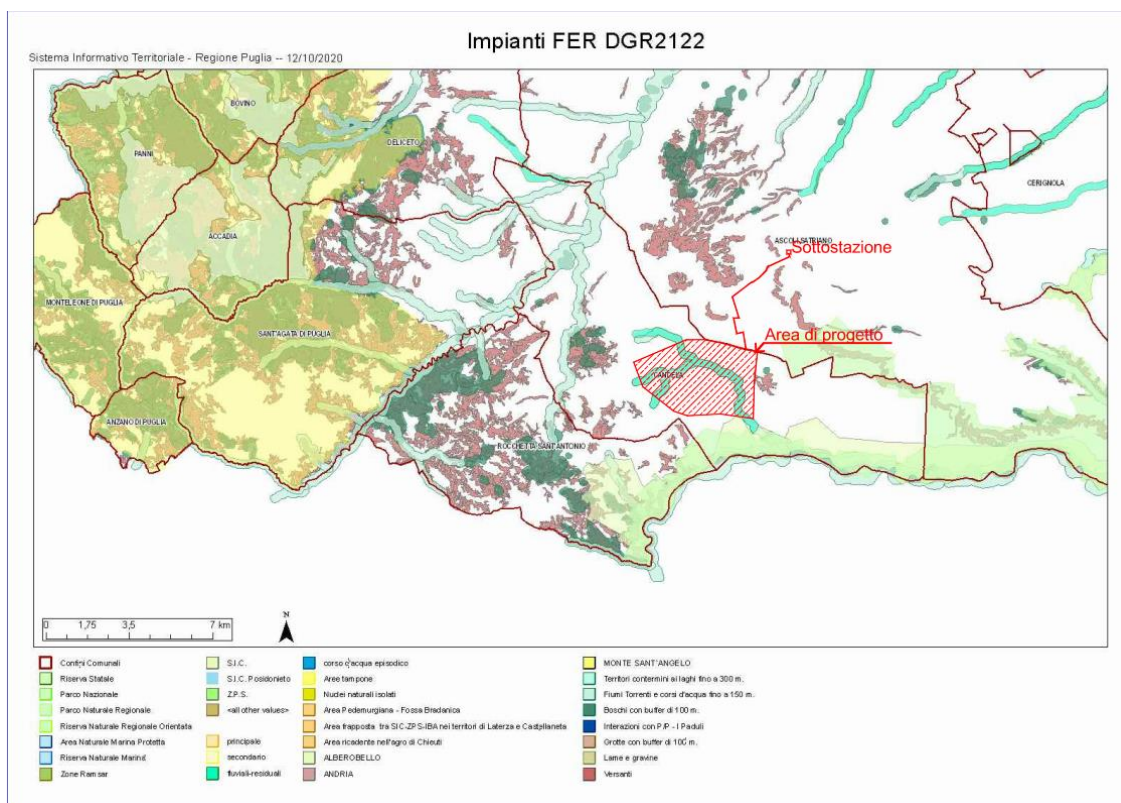 Impianti FER DGR2122
Sistema Informativo Territoriale - Regione Puglia -- 12/10/2020
BOVINO
PANNI
DELICETO
CERIGNOLA
ACCADIA
ASCOLI SATRIANO
Sottostazione
MONTELEONE DI PUGLIA
SANT'AGATA DI PUGLIA
Area di progetto
CANDELA
ANZANO DI PUGLIA
ROCCHETTA SANT'ANTONIO
0 1,75 3,5 7 km
N
Confini Comunali
Riserva Statale
Parco Nazionale
Parco Naturale Regionale
Riserva Naturale Regionale Orientata
Area Naturale Marina Protetta
Riserva Naturale Marina
Zone Ramsar
S.I.C.
S.I.C. Posidonieto
Z.P.S.
<all other values>
principale
secondario
fluviali-residuali
corso d'acqua episodico
Aree tampone
Nuclei naturali isolati
Area Pedemurgiana - Fossa Bradanica
Area frapposta tra SIC-ZPS-IBA nei territori di Laterza e Castellaneta
Area ricadente nell'agro di Chieuti
ALBEROBELLO
ANDRIA
MONTE SANT'ANGELO
Territori contermini ai laghi fino a 300 m.
Fiumi Torrenti e corsi d'acqua fino a 150 m.
Boschi con buffer di 100 m.
Interazioni con P/P - I Paduli
Grotte con buffer di 100 m.
Lame e gravine
Versanti